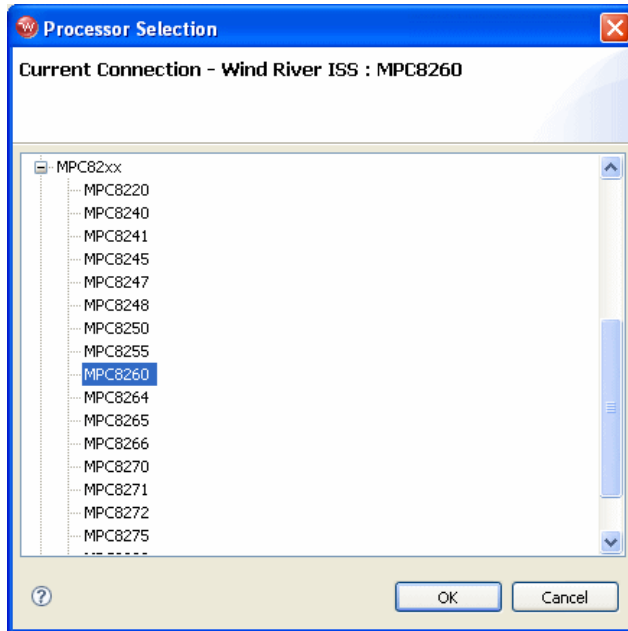 Processor Selection
Current Connection - Wind River ISS : MPC8260
MPC82xx
MPC8220
MPC8240
MPC8241
MPC8245
MPC8247
MPC8248
MPC8250
MPC8255
MPC8260
MPC8264
MPC8265
MPC8266
MPC8270
MPC8271
MPC8272
MPC8275
OK Cancel